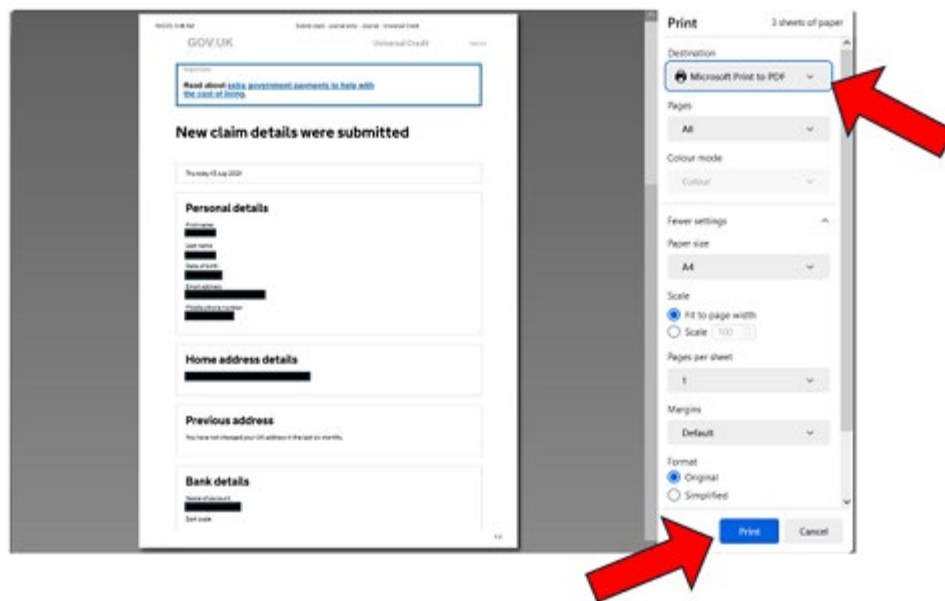 GOV.UK
Universal Credit
Read about extra government payments to help with
the cost of living.
New claim details were submitted
Personal details
First name
Last name
Date of birth
Email address
Home address details
Previous address
You have not changed your UK address in the last six months.
Bank details
Name of account
Sort code
Print
3 sheets of paper
Destination
Microsoft Print to PDF
Pages
All
Colour mode
Colour
Fewer settings
Paper size
A4
Scale
Fit to page width
Scale
100
Pages per sheet
1
Margins
Default
Format
Original
Simplified
Print
Cancel